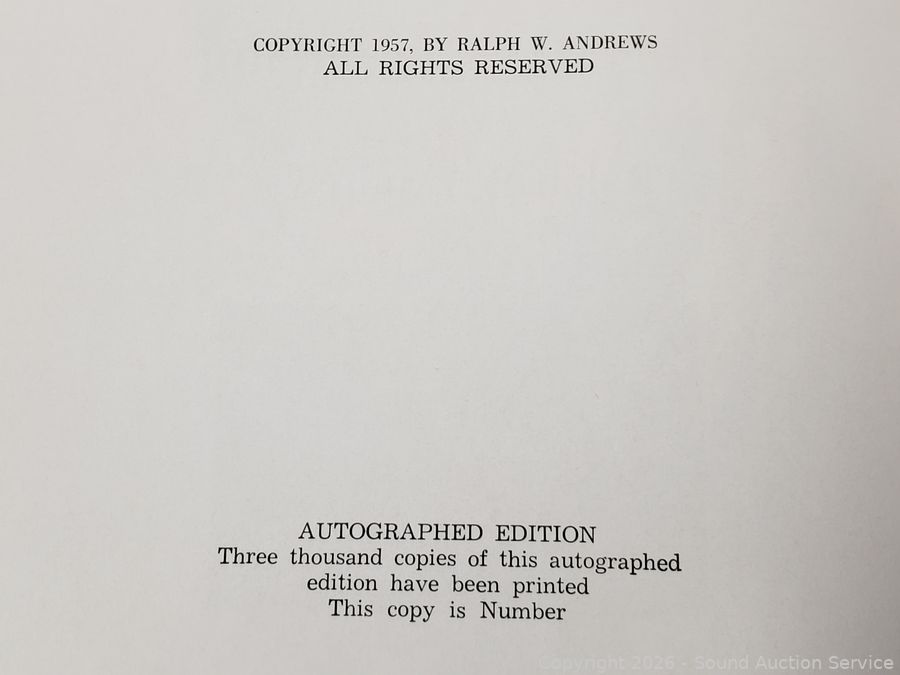 COPYRIGHT 1957, BY RALPH W. ANDREWS
ALL RIGHTS RESERVED
AUTOGRAPHED EDITION
Three thousand copies of this autographed
edition have been printed
This copy is Number
Copyright 2026 - Sound Auction Service